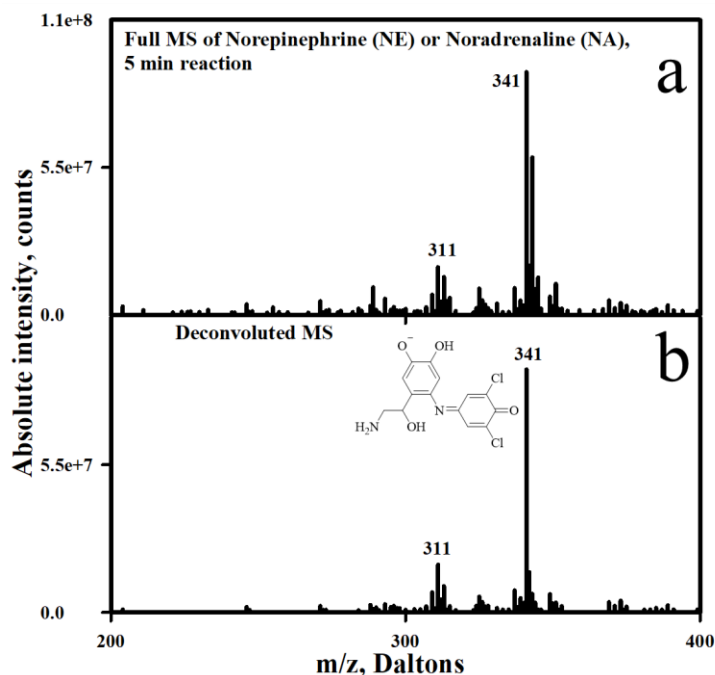 Absolute intensity, counts
1.1e+8
Full MS of Norepinephrine (NE) or Noradrenaline (NA),
5 min reaction
a
341
5.5e+7
311
0.0
Deconvoluted MS
b
341
O⁻
OH
Cl
N
O
Cl
H₂N
OH
5.5e+7
311
0.0
200
300
400
m/z, Daltons